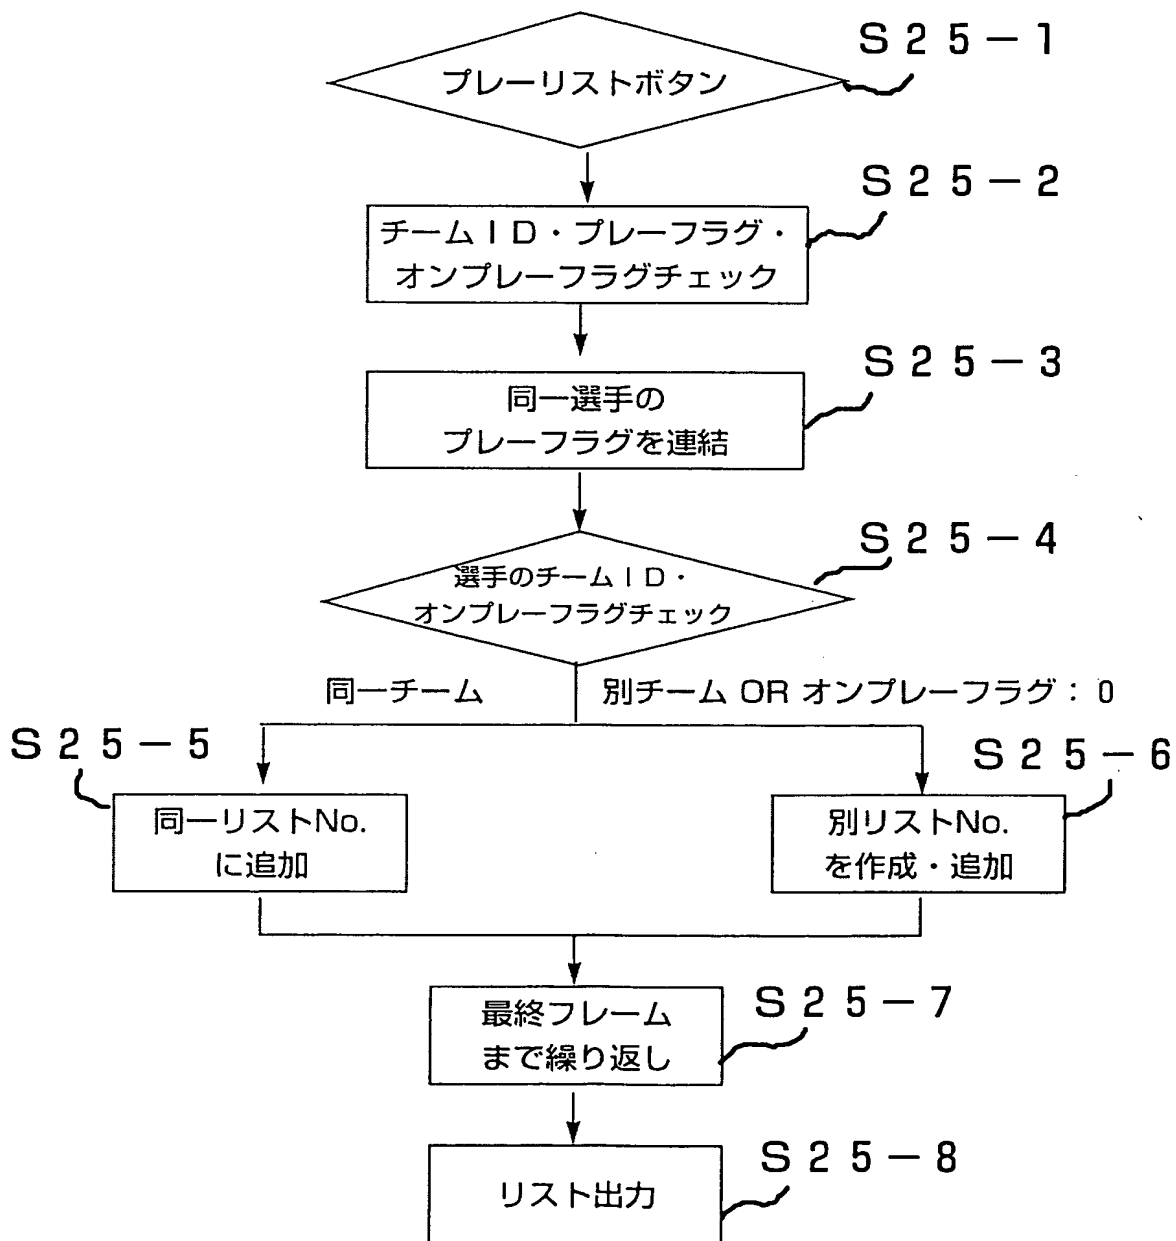 S25-1
プレーリストボタン
S25-2
チームID・プレーフラグ・
オンプレーフラグチェック
S25-3
同一選手の
プレーフラグを連結
S25-4
選手のチームID・
オンプレーフラグチェック
同一チーム
別チーム OR オンプレーフラグ：0
S25-5
S25-6
同一リストNo.
に追加
別リストNo.
を作成・追加
S25-7
最終フレーム
まで繰り返し
S25-8
リスト出力